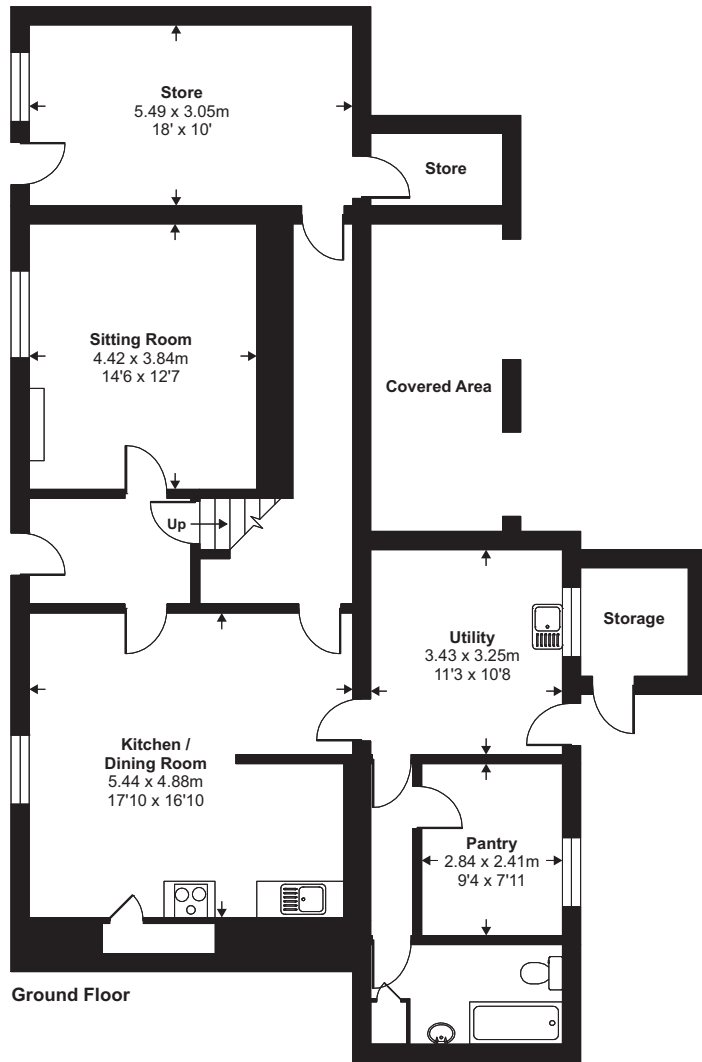 Store
5.49 x 3.05m
18' x 10'
Store
Sitting Room
4.42 x 3.84m
14'6 x 12'7
Covered Area
Up
Utility
3.43 x 3.25m
11'3 x 10'8
Storage
Kitchen /
Dining Room
5.44 x 4.88m
17'10 x 16'10
Pantry
2.84 x 2.41m
9'4 x 7'11
Ground Floor